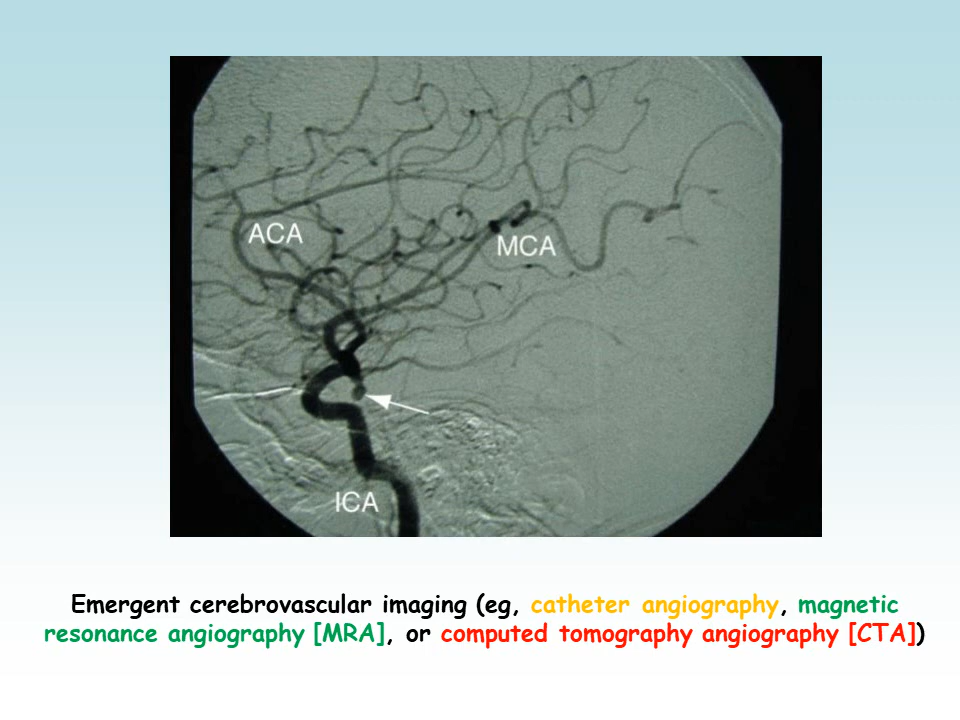 ACA
MCA
ICA
Emergent cerebrovascular imaging (eg, catheter angiography, magnetic
resonance angiography [MRA], or computed tomography angiography [CTA])